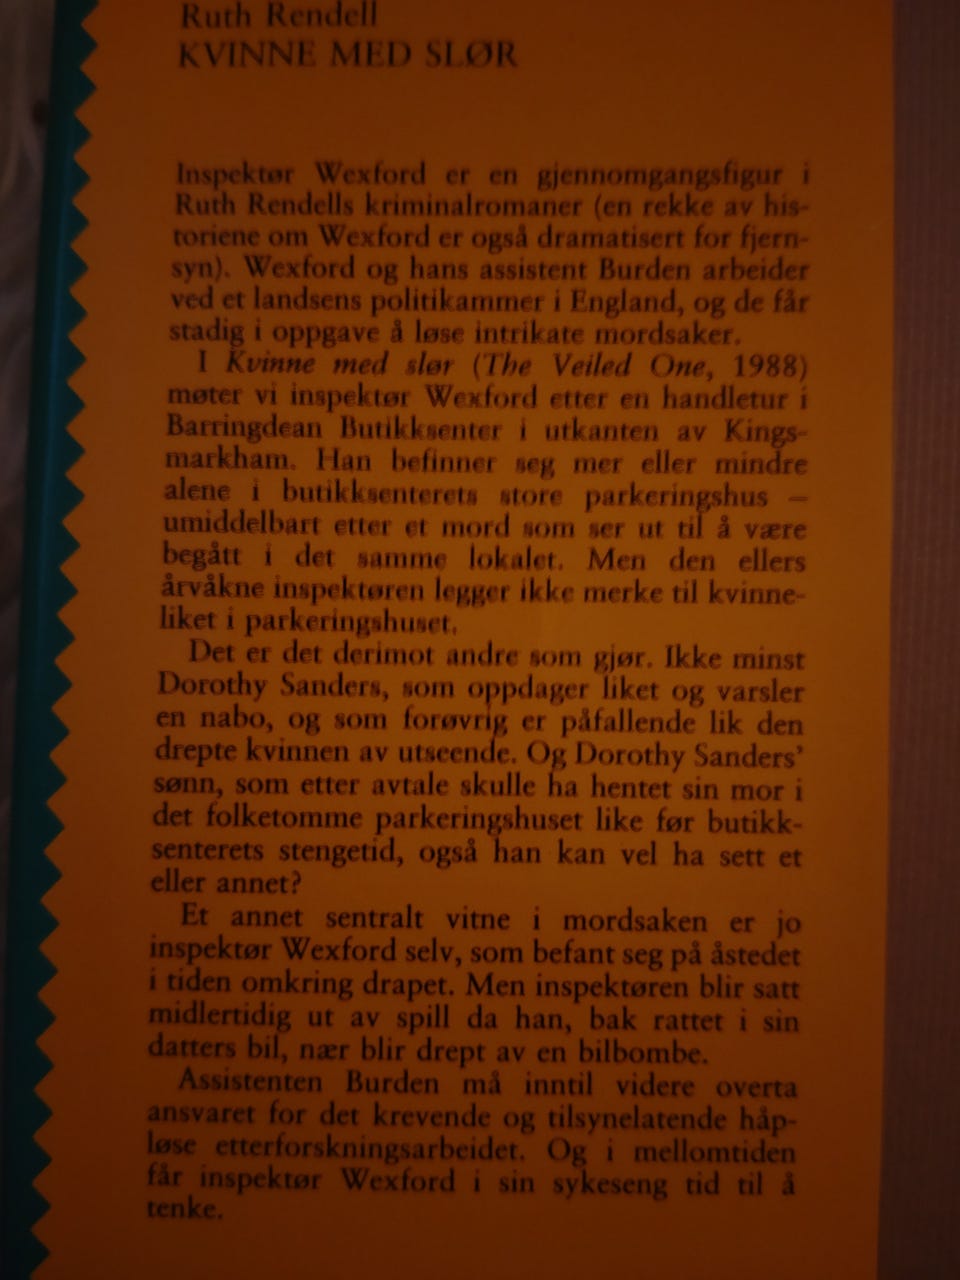 Ruth Rendell
KVINNE MED SLØR
Inspektør Wexford er en gjennomgangsfigur i
Ruth Rendells kriminalromaner (en rekke av his-
toriene om Wexford er også dramatisert for fjern-
syn). Wexford og hans assistent Burden arbeider
ved et landsens politikammer i England, og de får
stadig i oppgave å løse intrikate mordsaker.
I Kvinne med slør (The Veiled One, 1988)
møter vi inspektør Wexford etter en handletur i
Barringdean Butikksenter i utkanten av Kings-
markham. Han befinner seg mer eller mindre
alene i butikksenterets store parkeringshus –
umiddelbart etter et mord som ser ut til å være
begått i det samme lokalet. Men den ellers
årvåkne inspektøren legger ikke merke til kvinne-
liket i parkeringshuset.
Det er det derimot andre som gjør. Ikke minst
Dorothy Sanders, som oppdager liket og varsler
en nabo, og som forøvrig er påfallende lik den
drepte kvinnen av utseende. Og Dorothy Sanders'
sønn, som etter avtale skulle ha hentet sin mor i
det folketomme parkeringshuset like før butikk-
senterets stengetid, også han kan vel ha sett et
eller annet?
Et annet sentralt vitne i mordsaken er jo
inspektør Wexford selv, som befant seg på åstedet
i tiden omkring drapet. Men inspektøren blir satt
midlertidig ut av spill da han, bak rattet i sin
datters bil, nær blir drept av en bilbombe.
Assistenten Burden må inntil videre overta
ansvaret for det krevende og tilsynelatende håp-
løse etterforskningsarbeidet. Og i mellomtiden
får inspektør Wexford i sin sykeseng tid til å
tenke.